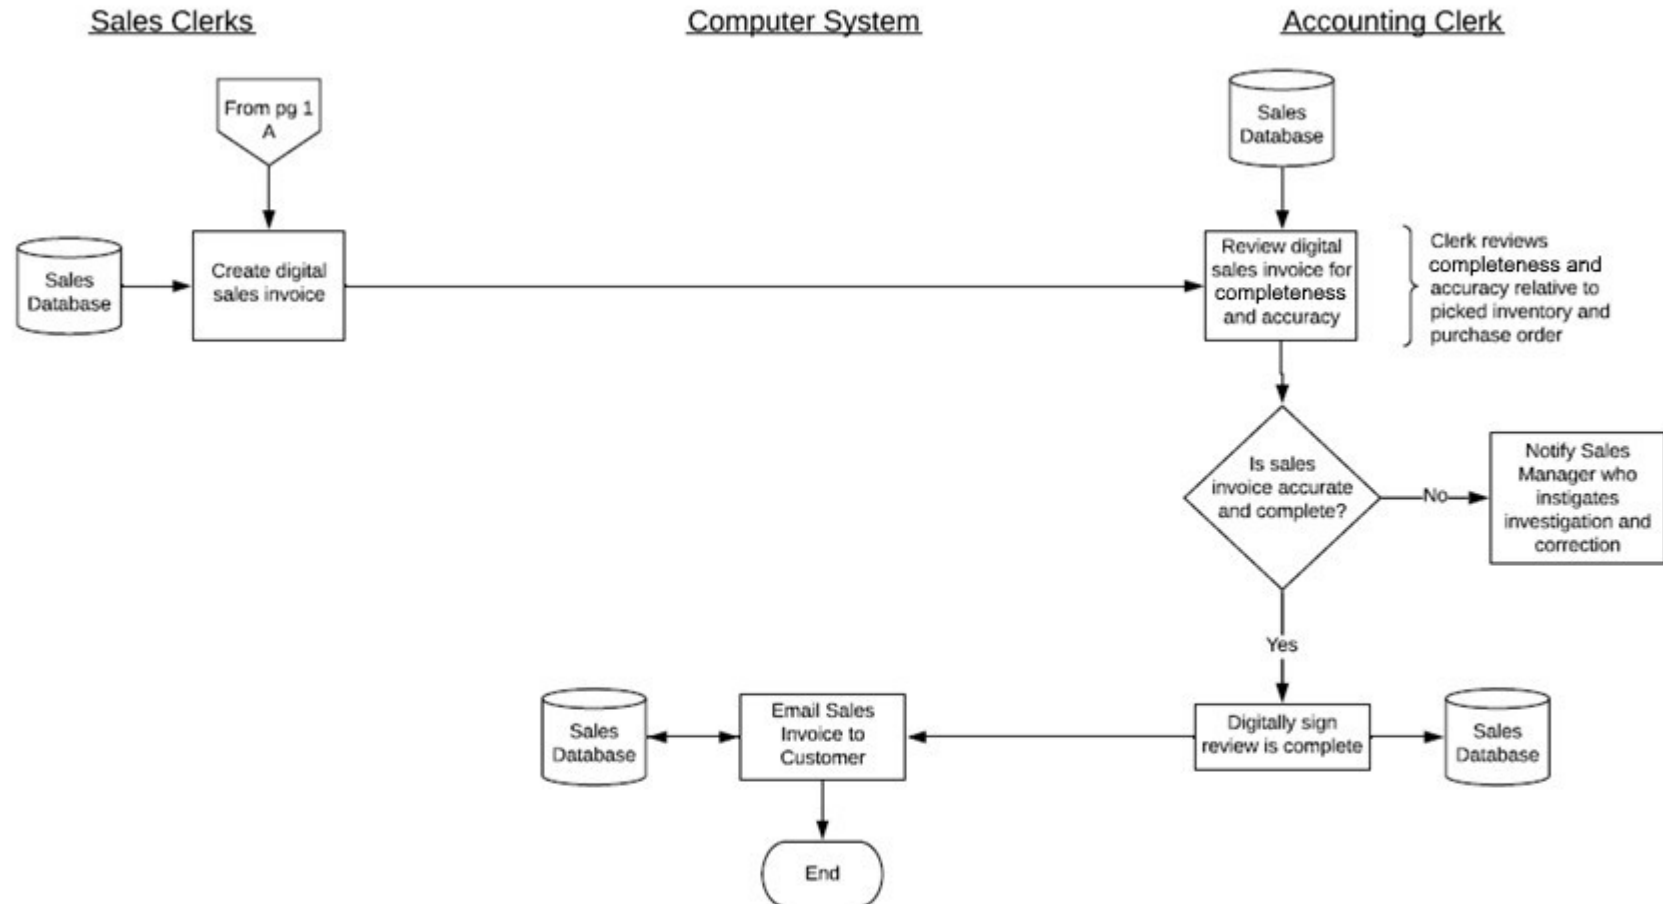 Sales Clerks
Computer System
Accounting Clerk
From pg 1
A
Sales
Database
Sales
Database
Create digital
sales invoice
Review digital
sales invoice for
completeness
and accuracy
Clerk reviews
completeness and
accuracy relative to
picked inventory and
purchase order
Is sales
invoice accurate
and complete?
No
Notify Sales
Manager who
instigates
investigation and
correction
Yes
Sales
Database
Email Sales
Invoice to
Customer
Digitally sign
review is complete
Sales
Database
End